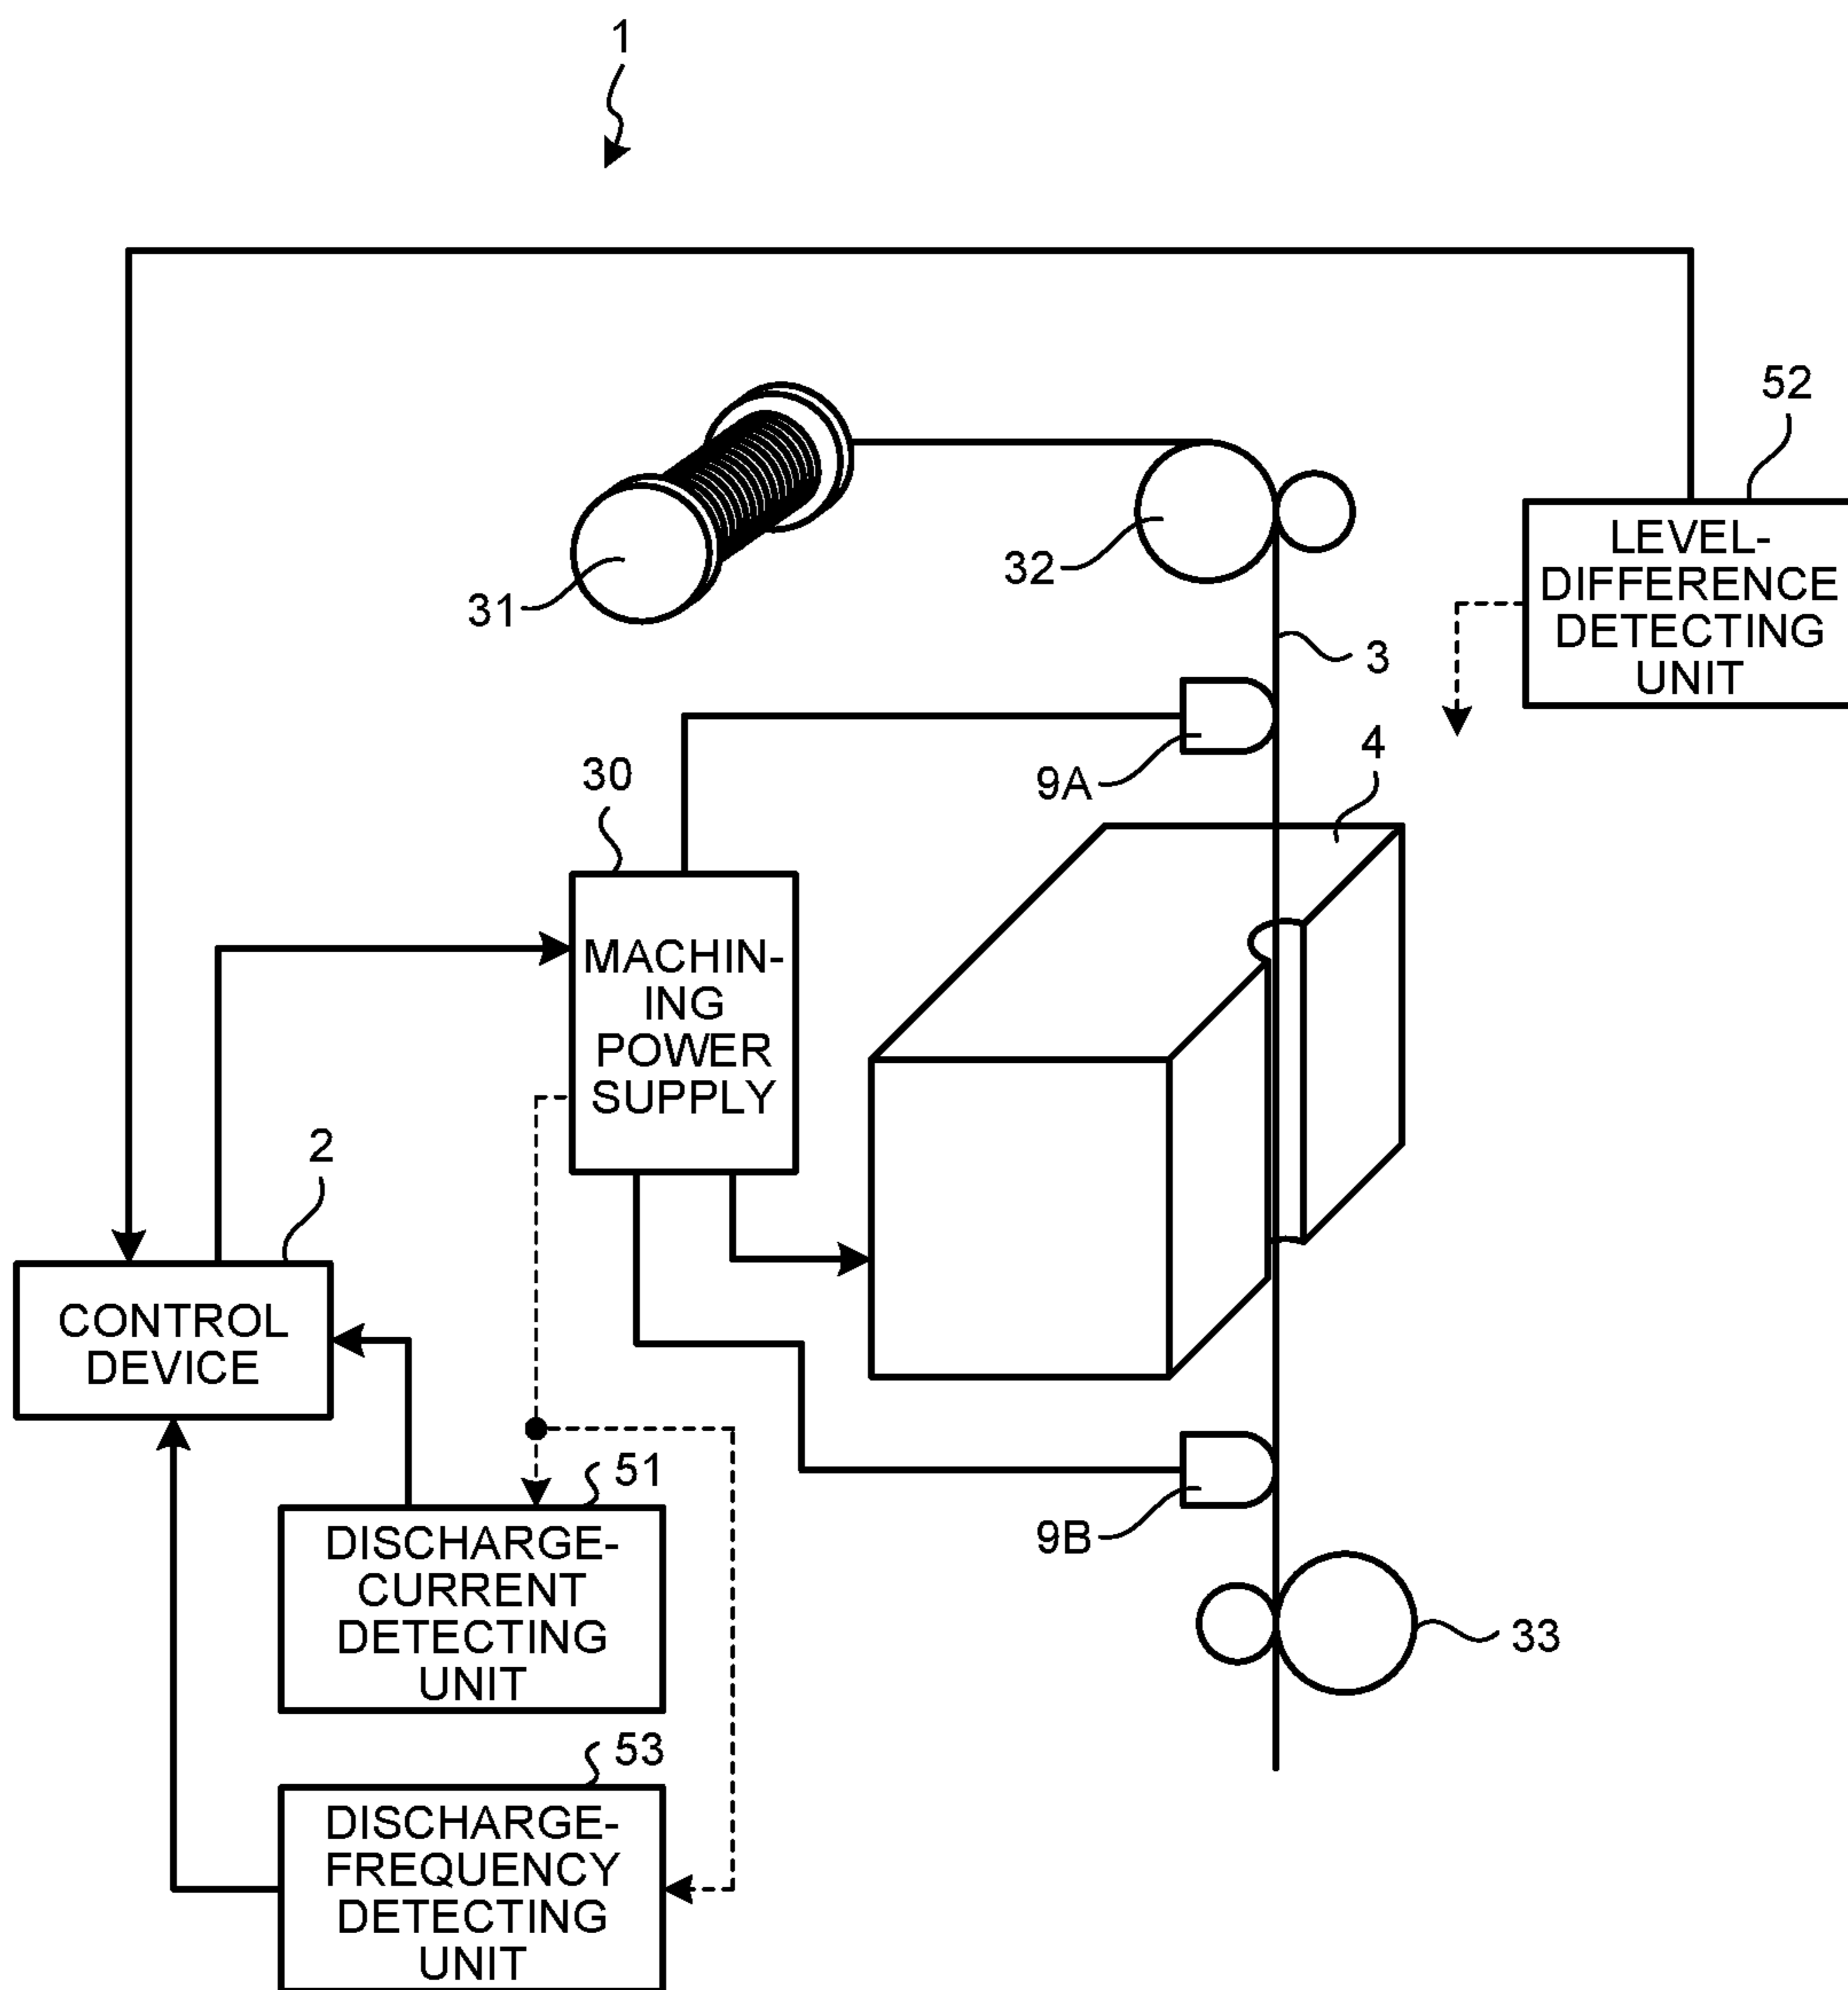 1
52
LEVEL-
DIFFERENCE
DETECTING
UNIT
32
31
3
9A
4
30
MACHIN-
ING
POWER
SUPPLY
2
CONTROL
DEVICE
51
DISCHARGE-
CURRENT
DETECTING
UNIT
9B
33
53
DISCHARGE-
FREQUENCY
DETECTING
UNIT